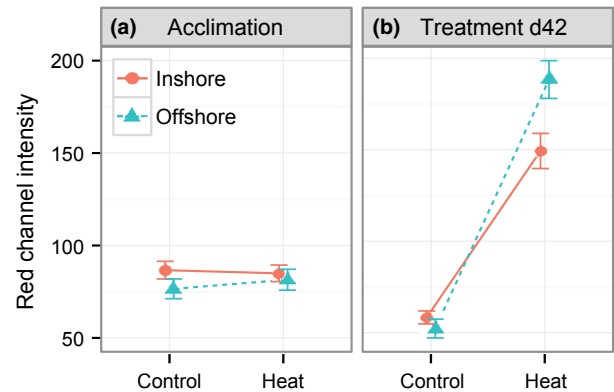 (a) Acclimation
(b) Treatment d42
Inshore
Offshore
Red channel intensity
200
150
100
50
Control Heat
Control Heat